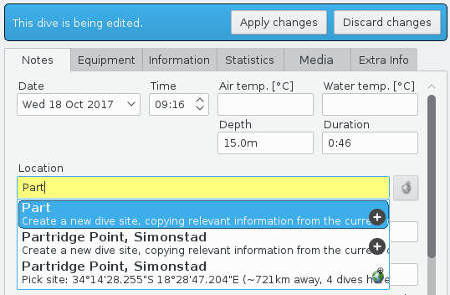 This dive is being edited.
Apply changes
Discard changes
Notes
Equipment
Information
Statistics
Media
Extra Info
Date
Time
Air temp. [°C]
Water temp. [°C]
Wed 18 Oct 2017
09:16
Depth
Duration
15.0m
0:46
Location
Part
Part
Create a new dive site, copying relevant information from the curre
Partridge Point, Simonstad
Create a new dive site, copying relevant information from the curre
Partridge Point, Simonstad
Pick site: 34°14'28.255"S 18°28'47.204"E (~721km away, 4 dives here